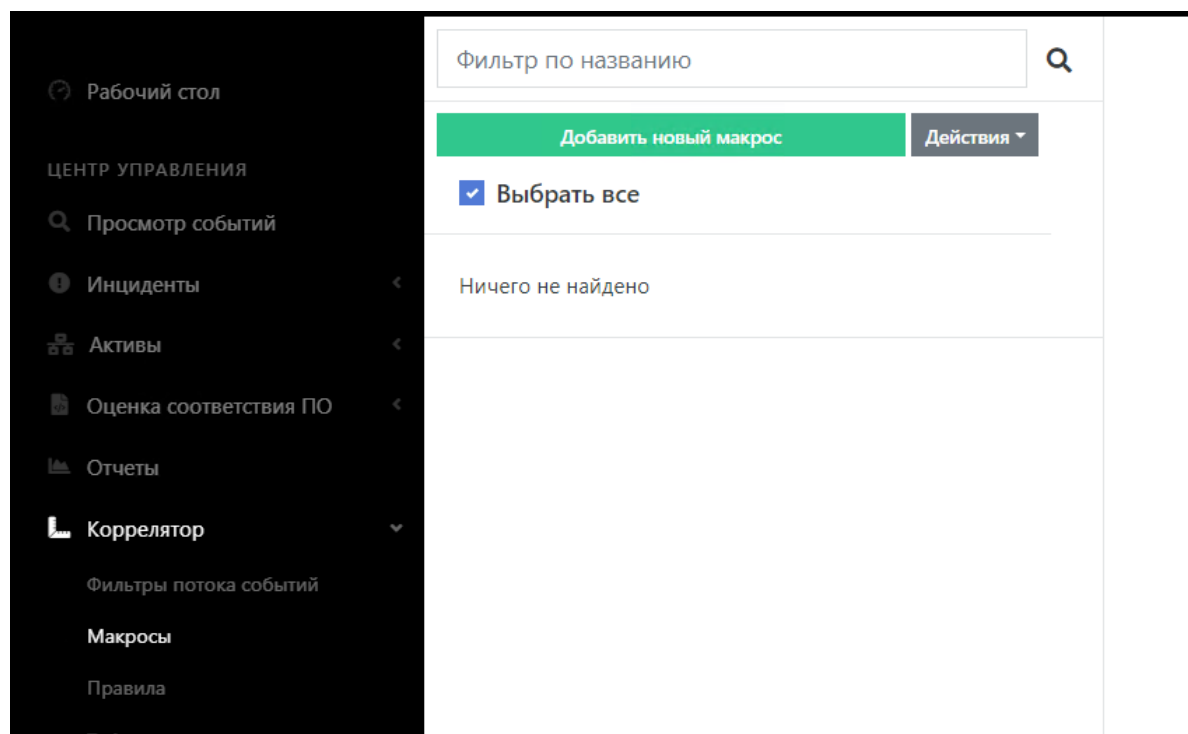 Рабочий стол
ЦЕНТР УПРАВЛЕНИЯ
Просмотр событий
Инциденты
Активы
Оценка соответствия ПО
Отчеты
Коррелятор
Фильтры потока событий
Макросы
Правила
Фильтр по названию
Добавить новый макрос
Действия
Выбрать все
Ничего не найдено